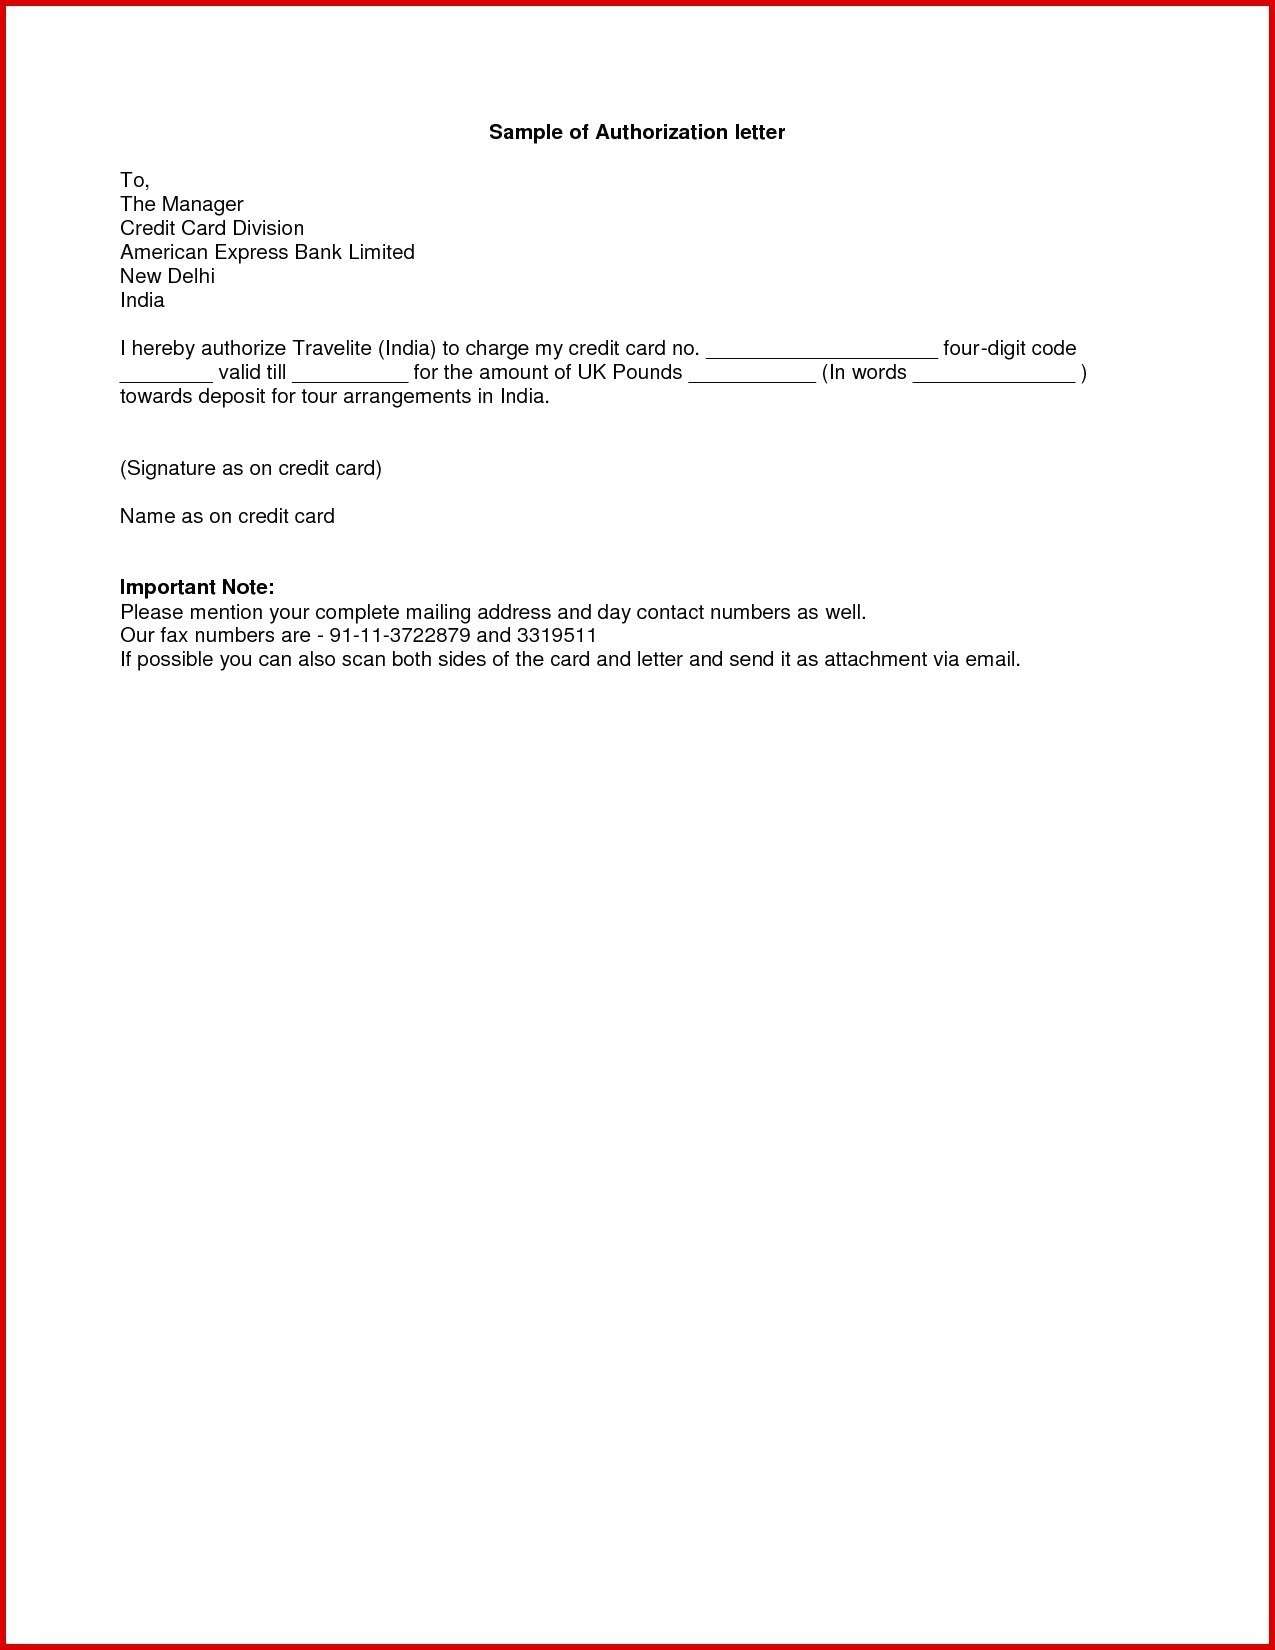 Sample of Authorization letter
To,
The Manager
Credit Card Division
American Express Bank Limited
New Delhi
India
I hereby authorize Travelite (India) to charge my credit card no. ____________________ four-digit code
________ valid till __________ for the amount of UK Pounds ___________ (In words ______________ )
towards deposit for tour arrangements in India.
(Signature as on credit card)
Name as on credit card
Important Note:
Please mention your complete mailing address and day contact numbers as well.
Our fax numbers are - 91-11-3722879 and 3319511
If possible you can also scan both sides of the card and letter and send it as attachment via email.